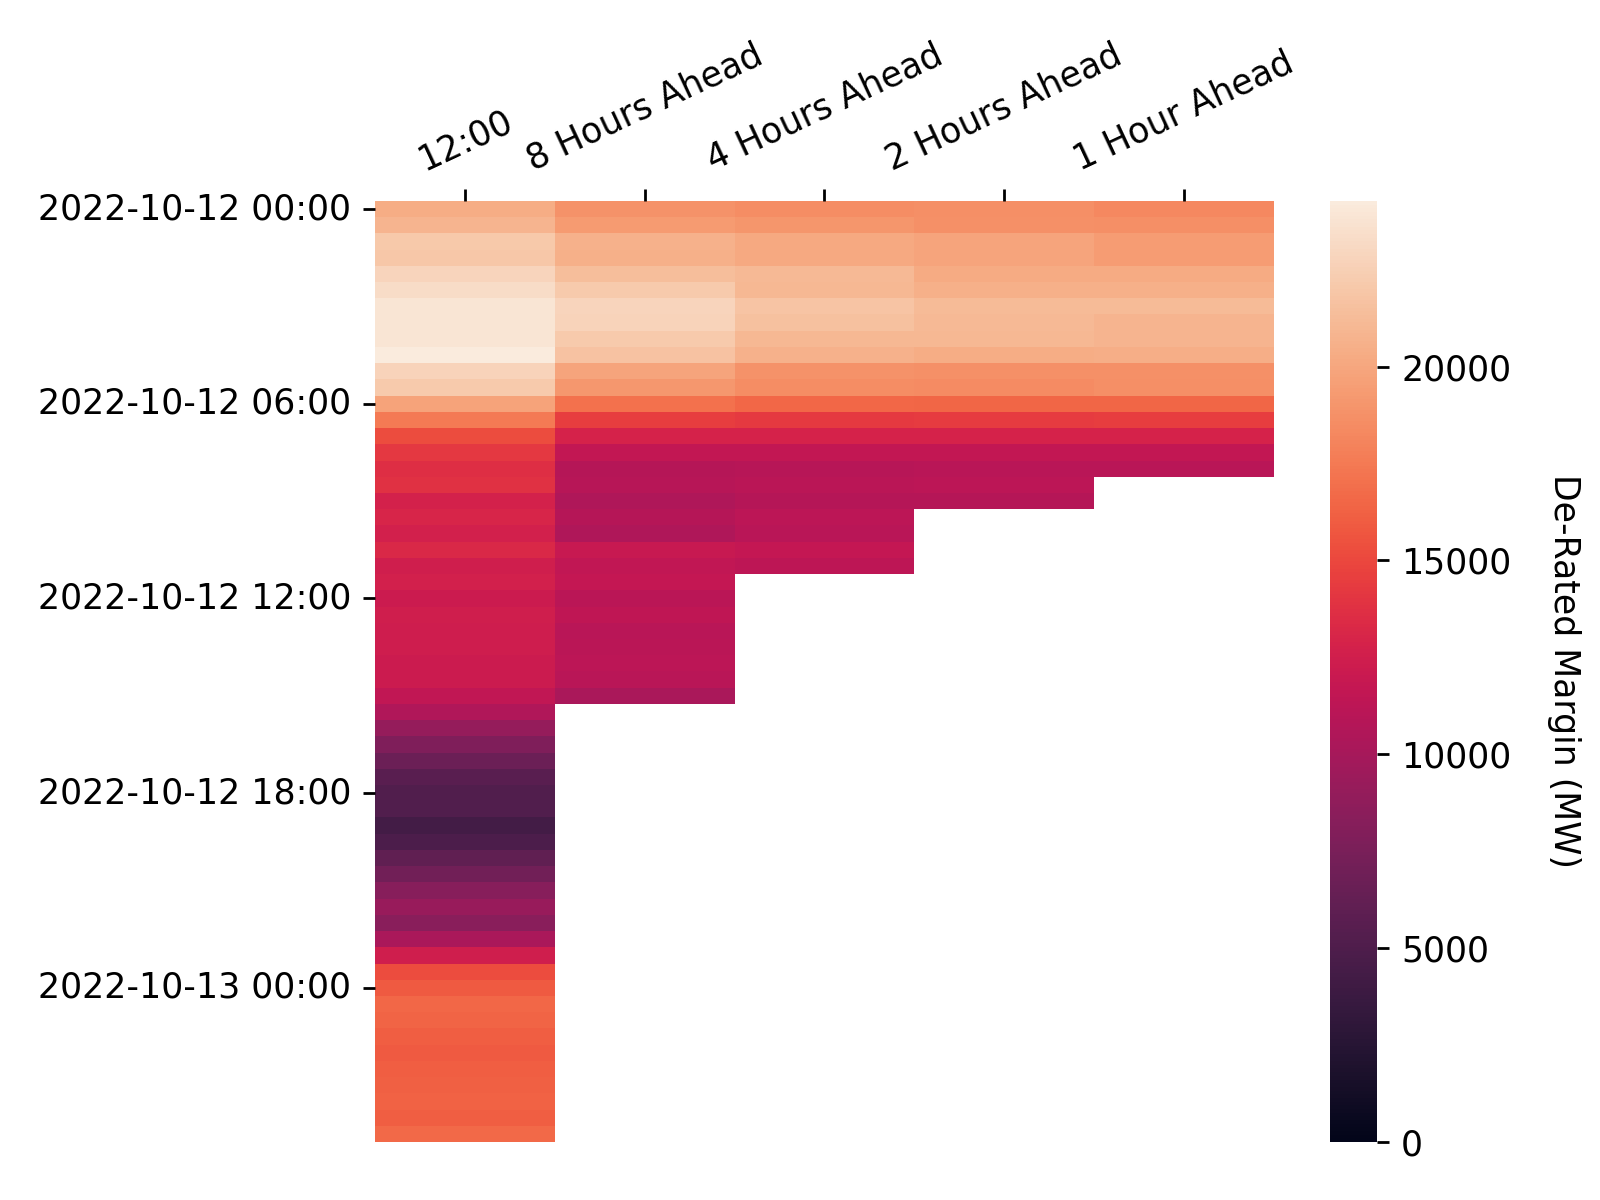 12:00
8 Hours Ahead
4 Hours Ahead
2 Hours Ahead
1 Hour Ahead
2022-10-12 00:00
2022-10-12 06:00
2022-10-12 12:00
2022-10-12 18:00
2022-10-13 00:00
20000
15000
10000
5000
0
De-Rated Margin (MW)